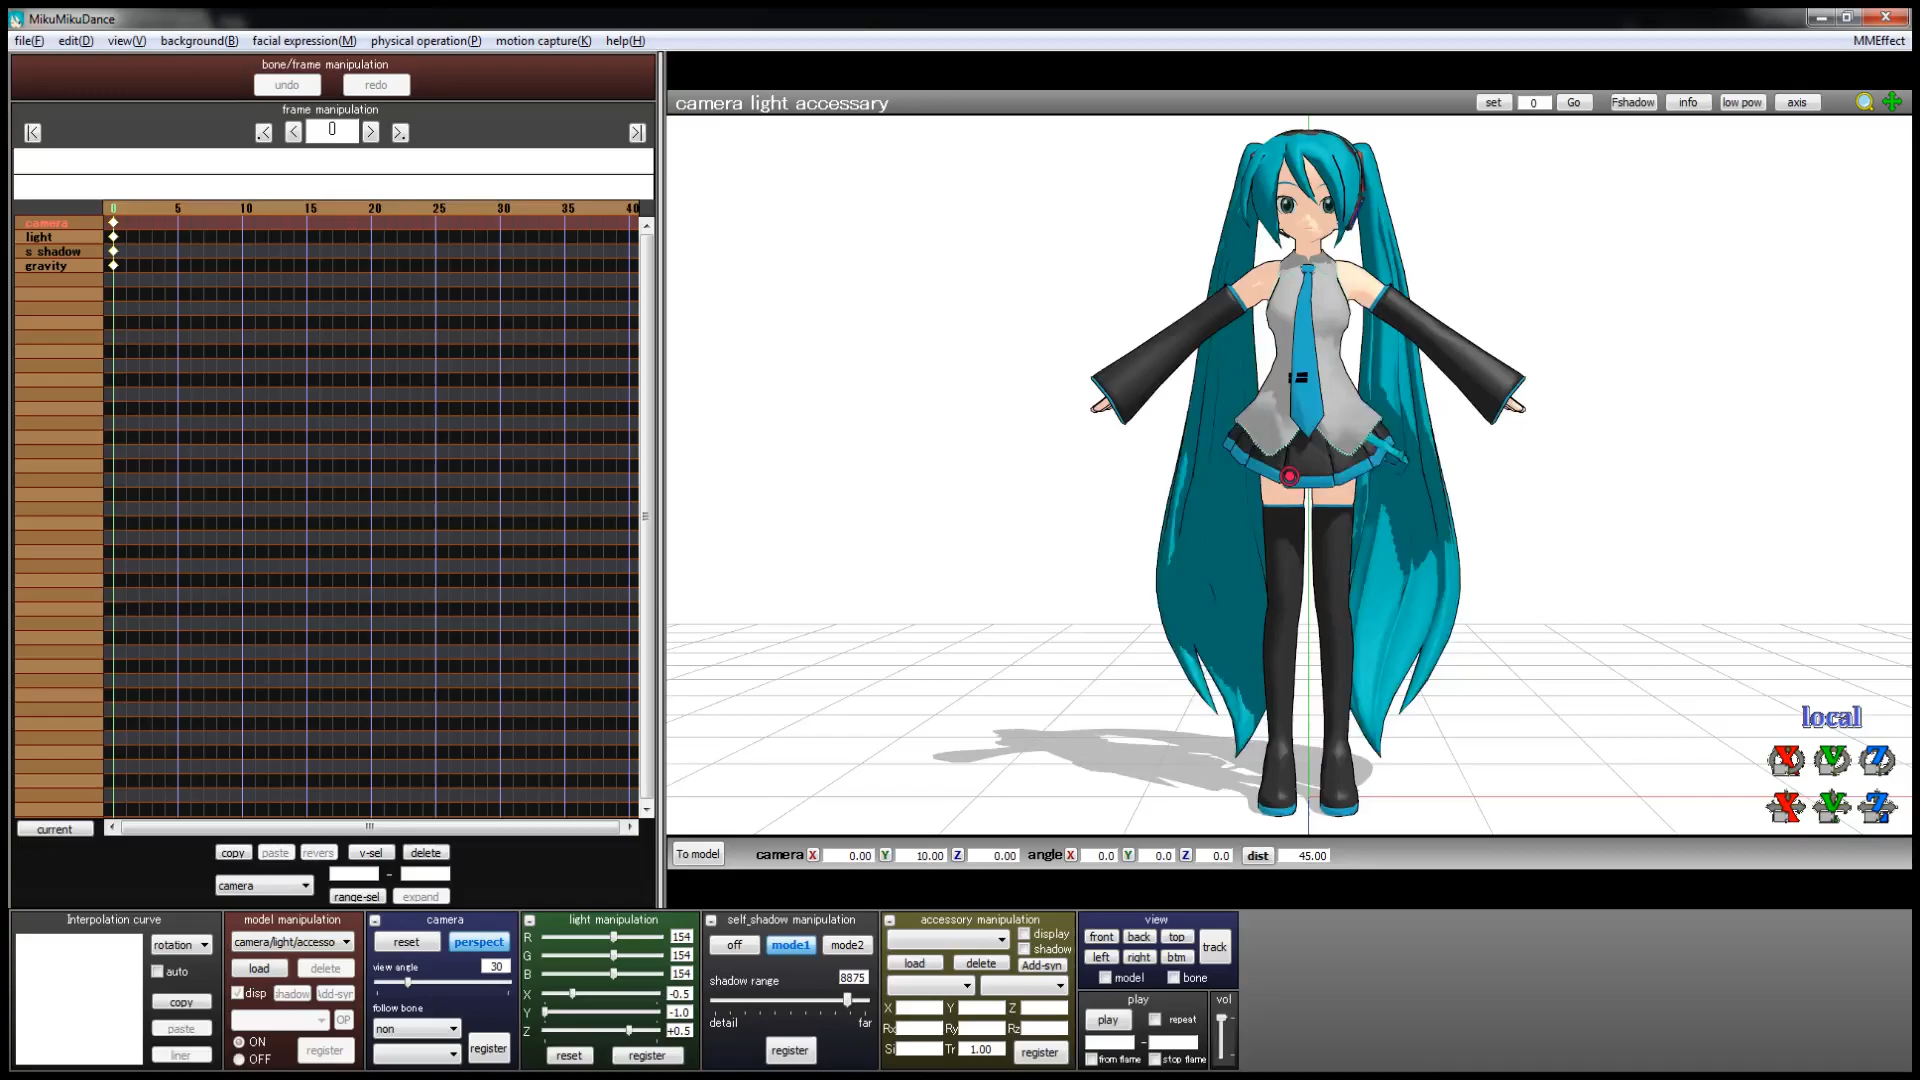 MikuMikuDance
file(F) edit(D) view(V) background(B) facial expression(M) physical operation(P) motion capture(K) help(H) MMEffect
bone/frame manipulation
undo redo
frame manipulation
|< .< < 0 > >. >|
camera light accessary set 0 Go Fshadow info low pow axis
0 5 10 15 20 25 30 35 40
camera
light
s shadow
gravity
local
X Y Z
X Y Z
current
copy paste revers v-sel delete
camera -
range-sel expand
To model camera X 0.00 Y 10.00 Z 0.00 angle X 0.0 Y 0.0 Z 0.0 dist 45.00
Interpolation curve
rotation
auto
copy
paste
liner
model manipulation
camera/light/accesso
load delete
disp shadow Add-syn
OP
ON
OFF
register
- camera
reset perspect
view angle 30
follow bone
non
register
- light manipulation
R 154
G 154
B 154
X -0.5
Y -1.0
Z +0.5
reset register
- self_shadow manipulation
off mode1 mode2
8875
shadow range
detail far
register
- accessory manipulation
display
shadow
load delete Add-syn
X Y Z
Rx Ry Rz
Si Tr 1.00 register
view
front back top
left right btm
track
model bone
play
play repeat
from flame stop flame
vol